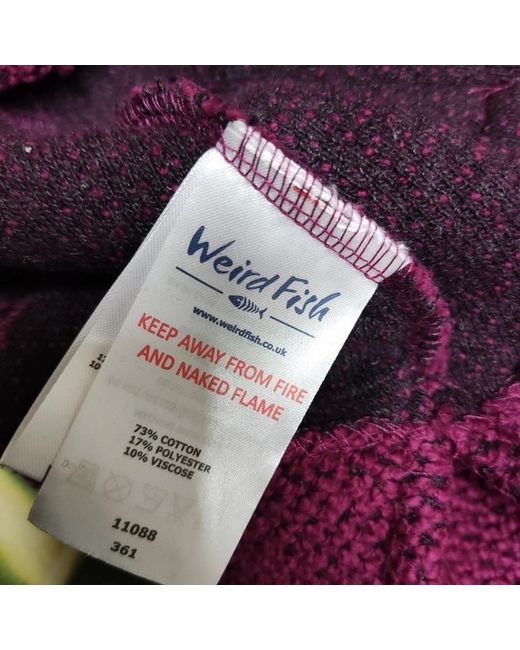 Weird Fish
www.weirdfish.co.uk
KEEP AWAY FROM FIRE
AND NAKED FLAME
73% COTTON
17% POLYESTER
10% VISCOSE
11088
361